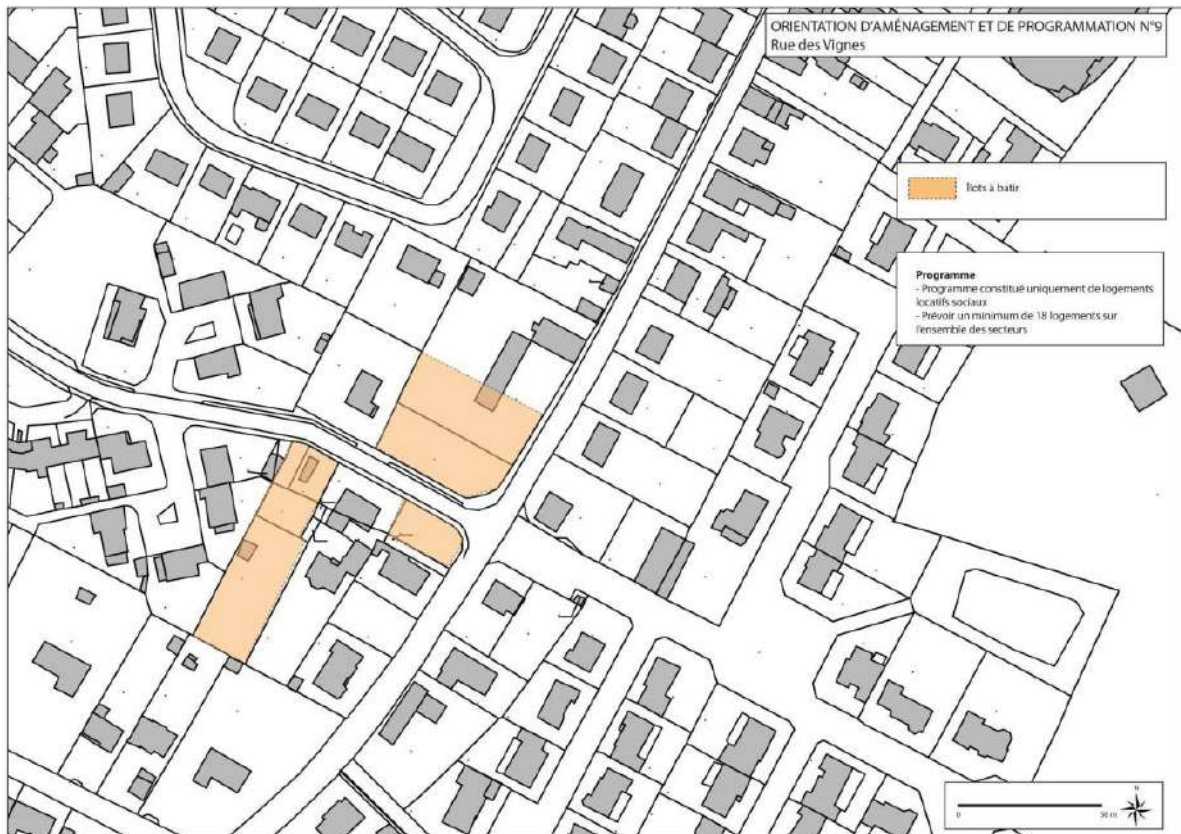 ORIENTATION D'AMÉNAGEMENT ET DE PROGRAMMATION N°9
Rue des Vignes
Îlots à batir
Programme
- Programme constitué uniquement de logements
locatifs sociaux
- Prévoir un minimum de 18 logements sur
l'ensemble des secteurs
N
0
50 m